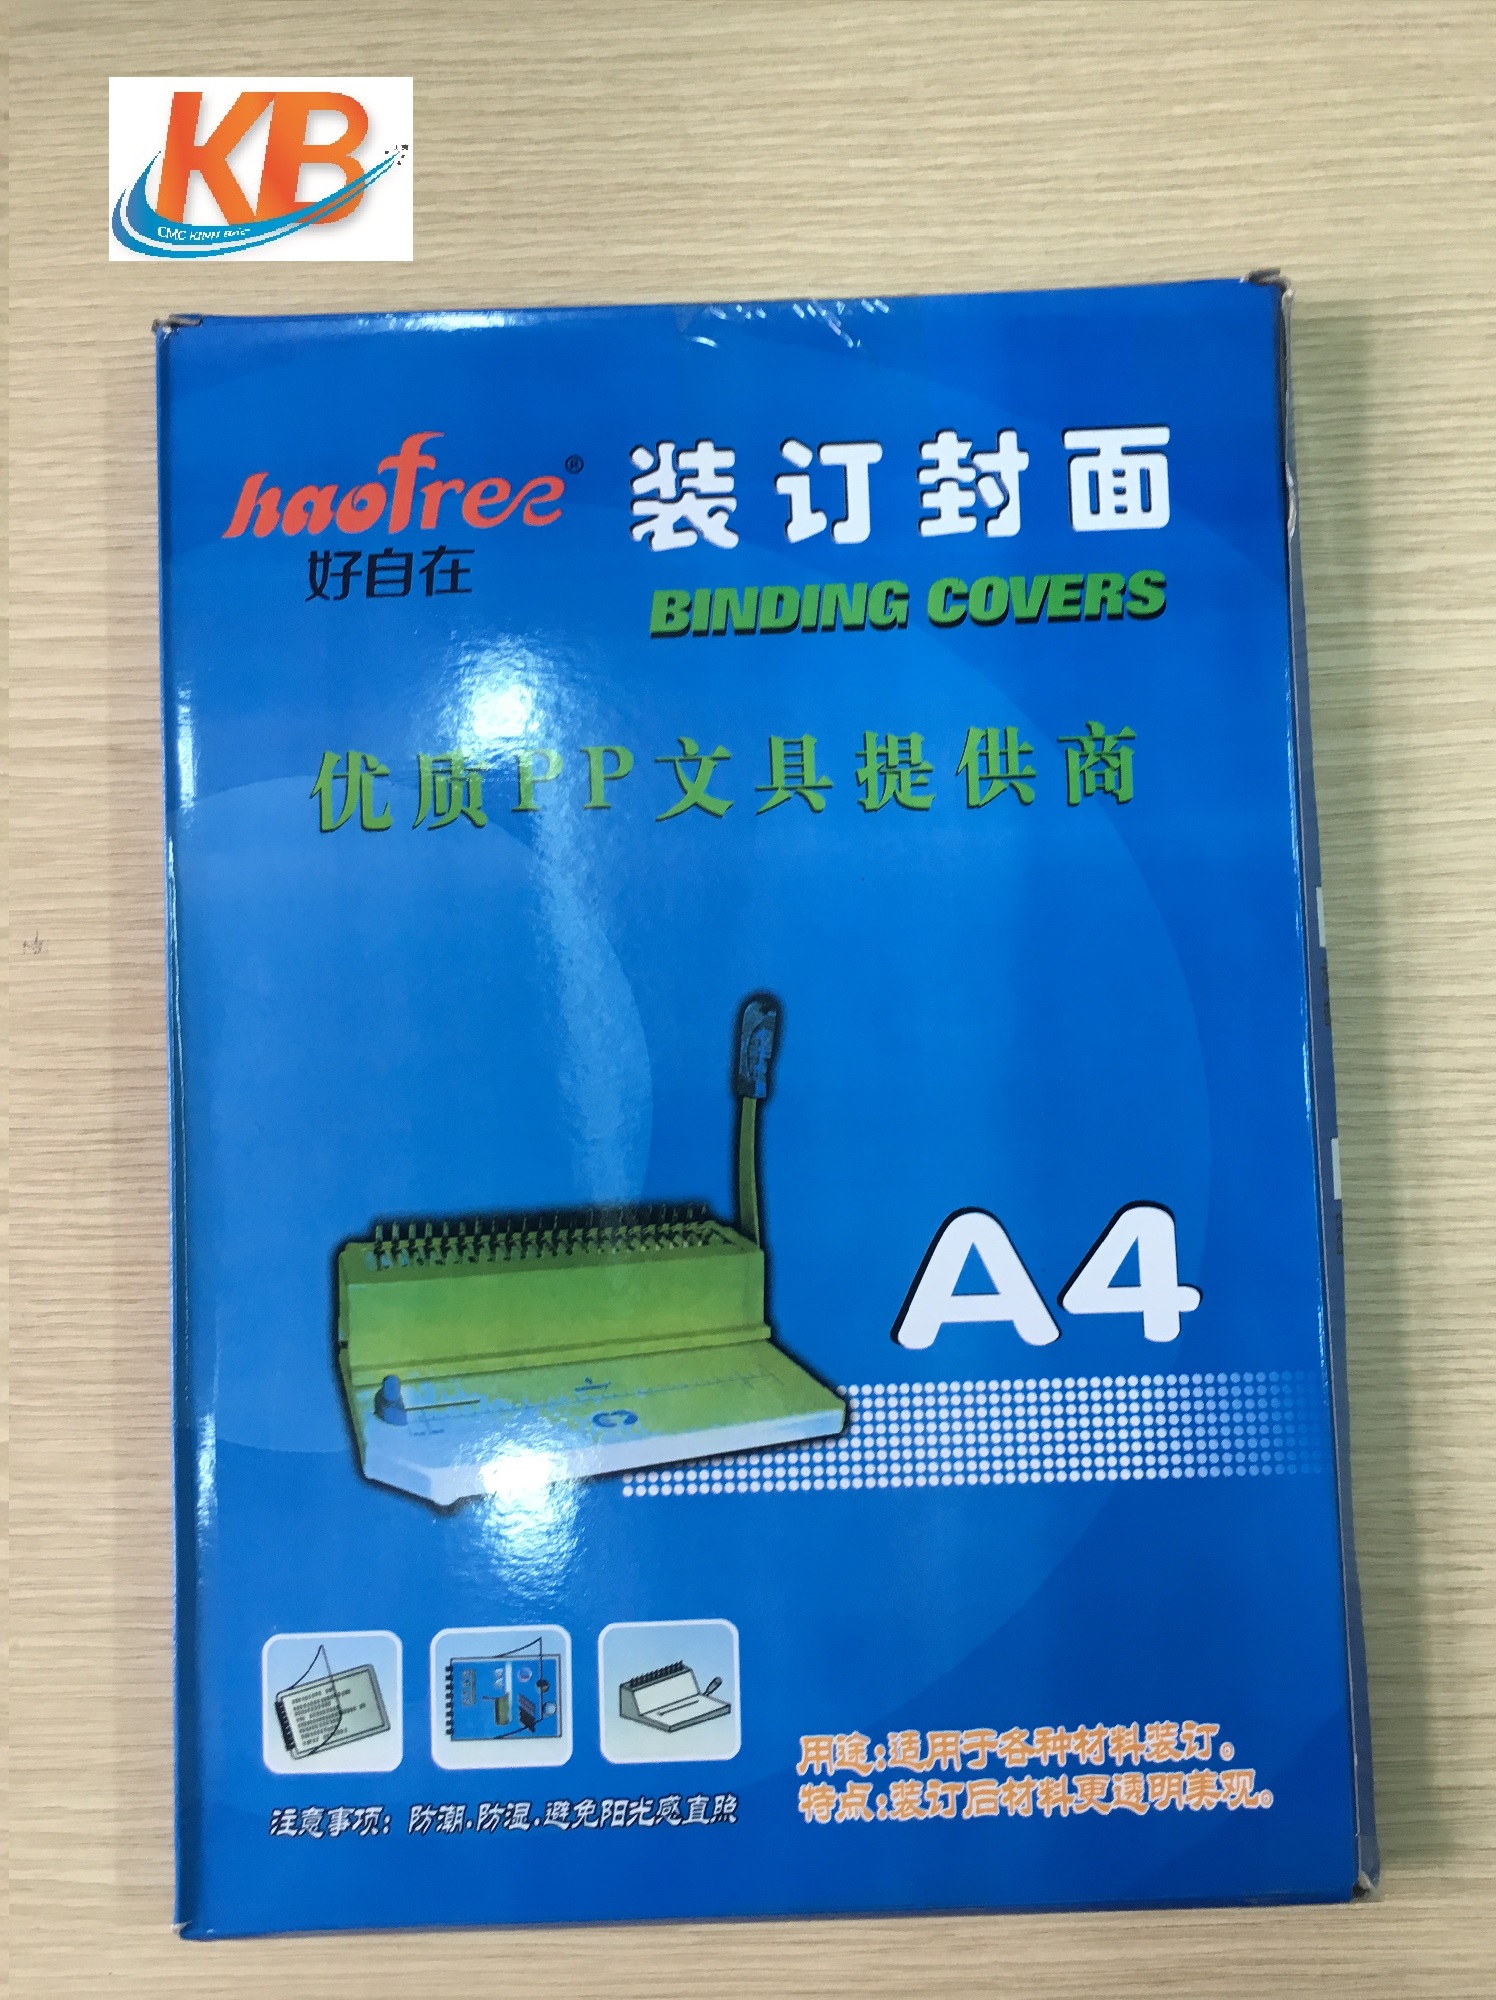 KB
CMC KINH BẮC
haofree®
好自在
装订封面
BINDING COVERS
优质PP文具提供商
A4
用途:适用于各种材料装订。
特点:装订后材料更透明美观。
注意事项: 防潮.防湿.避免阳光感直照